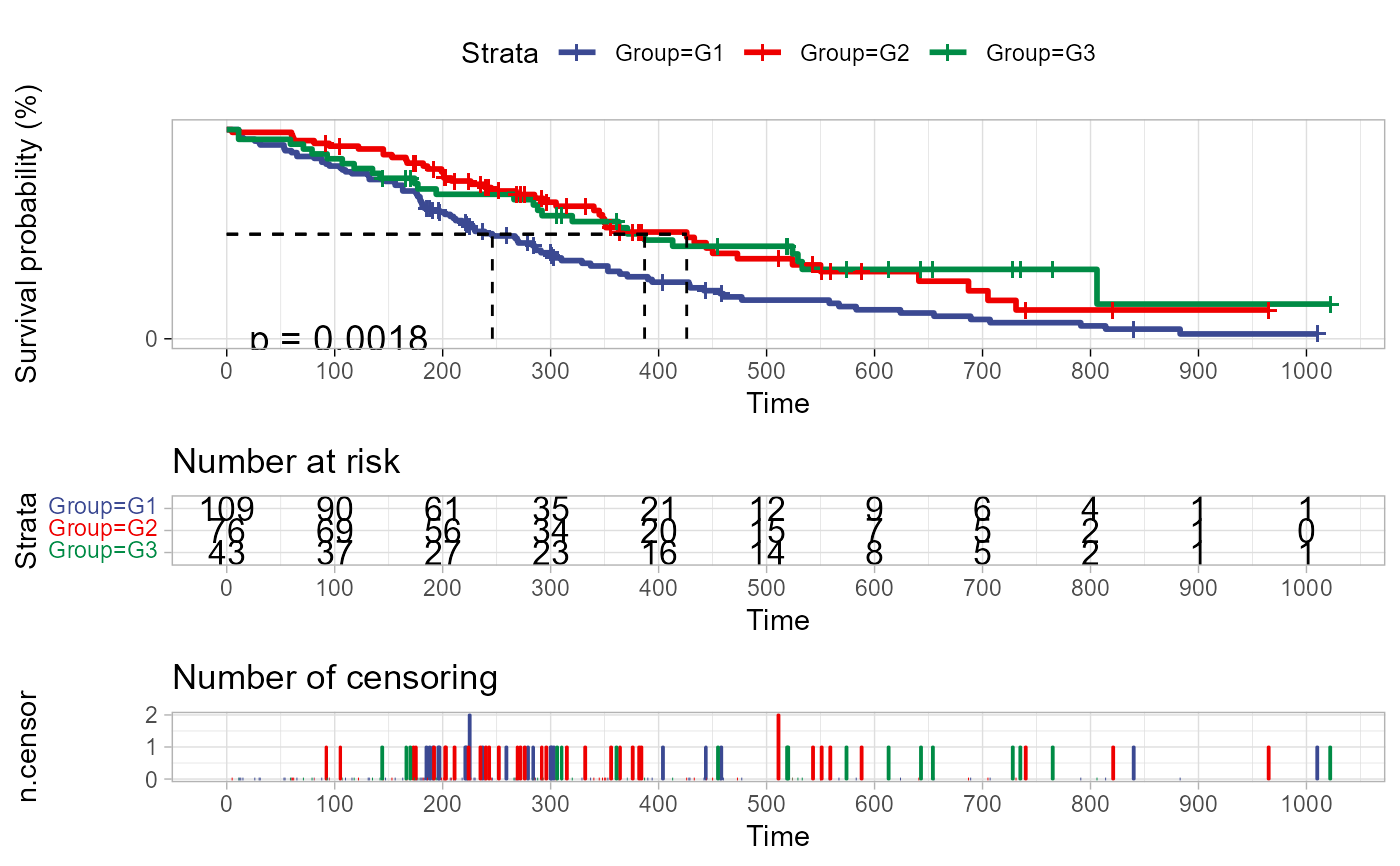 Strata Group=G1 Group=G2 Group=G3
Survival probability (%)
0
p = 0.0018
0 100 200 300 400 500 600 700 800 900 1000
Time
Number at risk
Strata
Group=G1 109 90 61 35 21 12 9 6 4 1 1
Group=G2 76 69 56 34 20 15 7 5 2 1 0
Group=G3 43 37 27 23 16 14 8 5 2 1 1
0 100 200 300 400 500 600 700 800 900 1000
Time
Number of censoring
n.censor
2
1
0
0 100 200 300 400 500 600 700 800 900 1000
Time